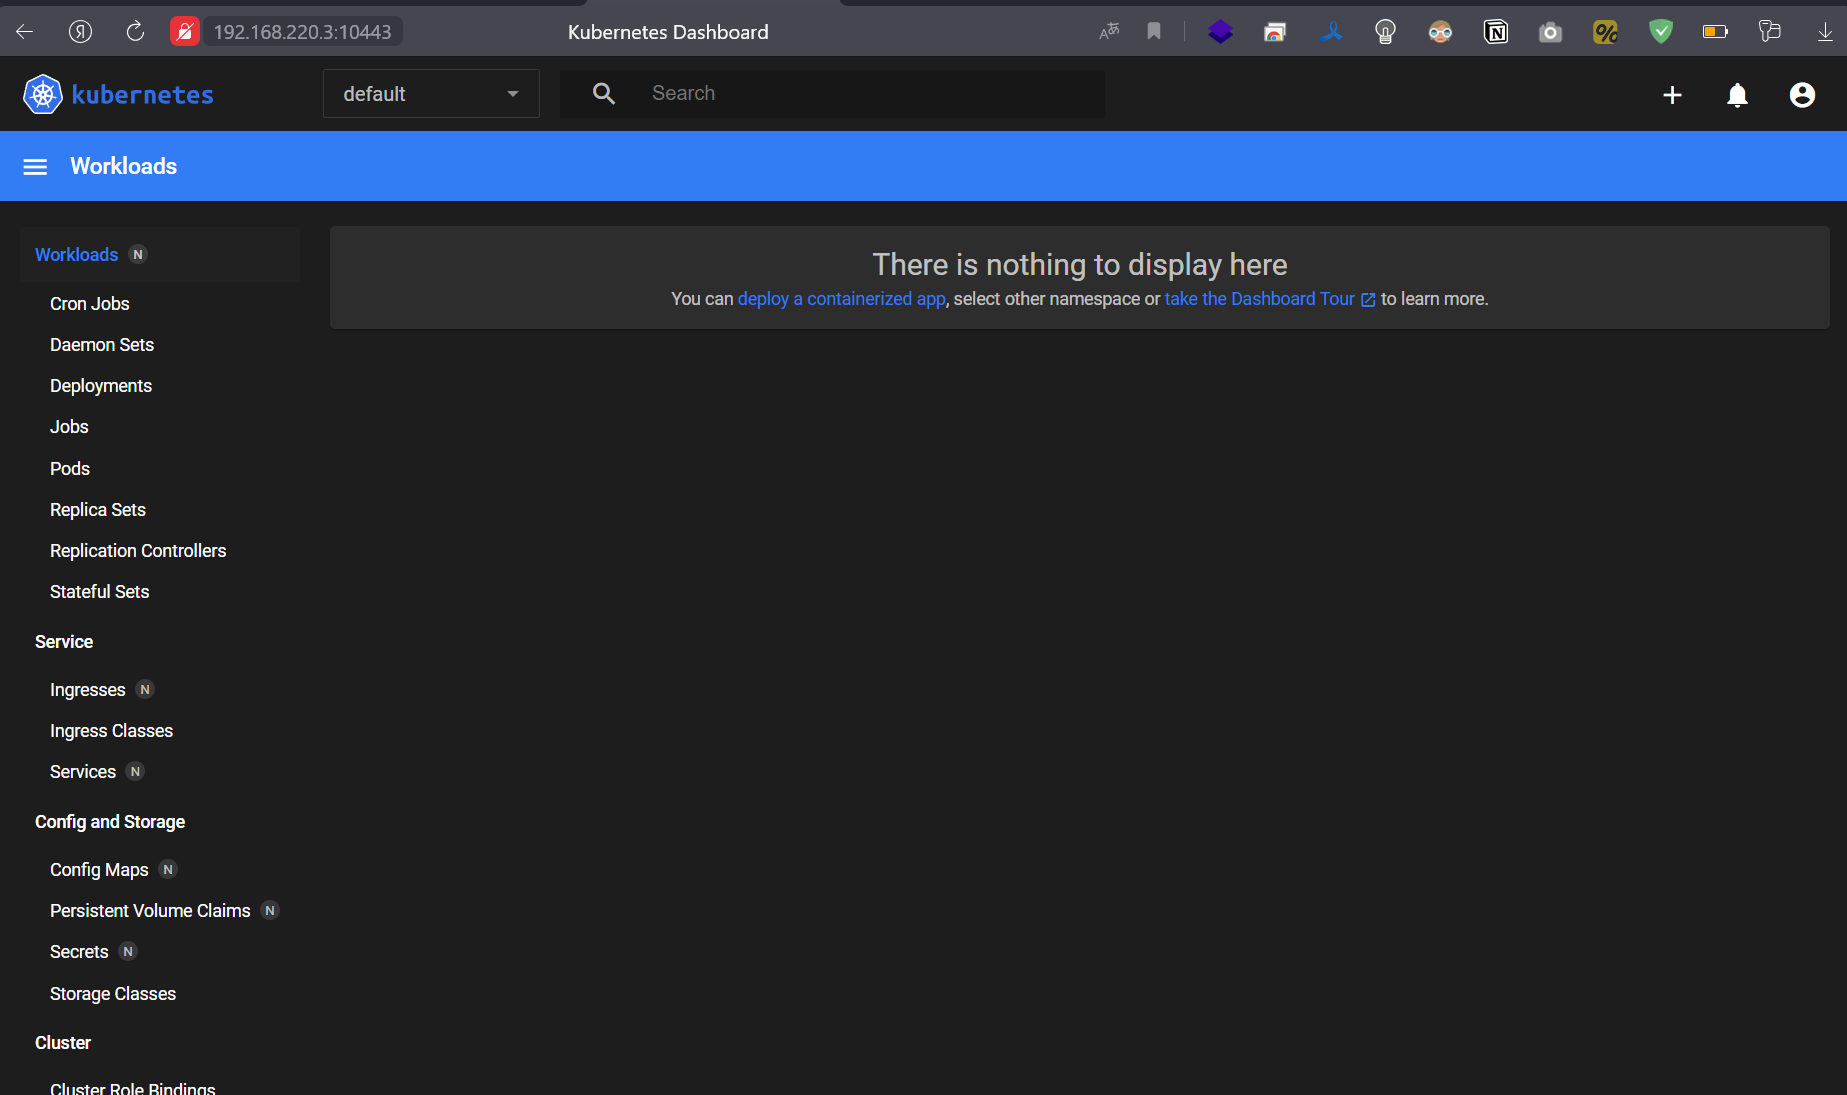 Я 192.168.220.3:10443 Kubernetes Dashboard
kubernetes default Search
Workloads
Workloads N
Cron Jobs
Daemon Sets
Deployments
Jobs
Pods
Replica Sets
Replication Controllers
Stateful Sets
Service
Ingresses N
Ingress Classes
Services N
Config and Storage
Config Maps N
Persistent Volume Claims N
Secrets N
Storage Classes
Cluster
Cluster Role Bindings
There is nothing to display here
You can deploy a containerized app, select other namespace or take the Dashboard Tour to learn more.